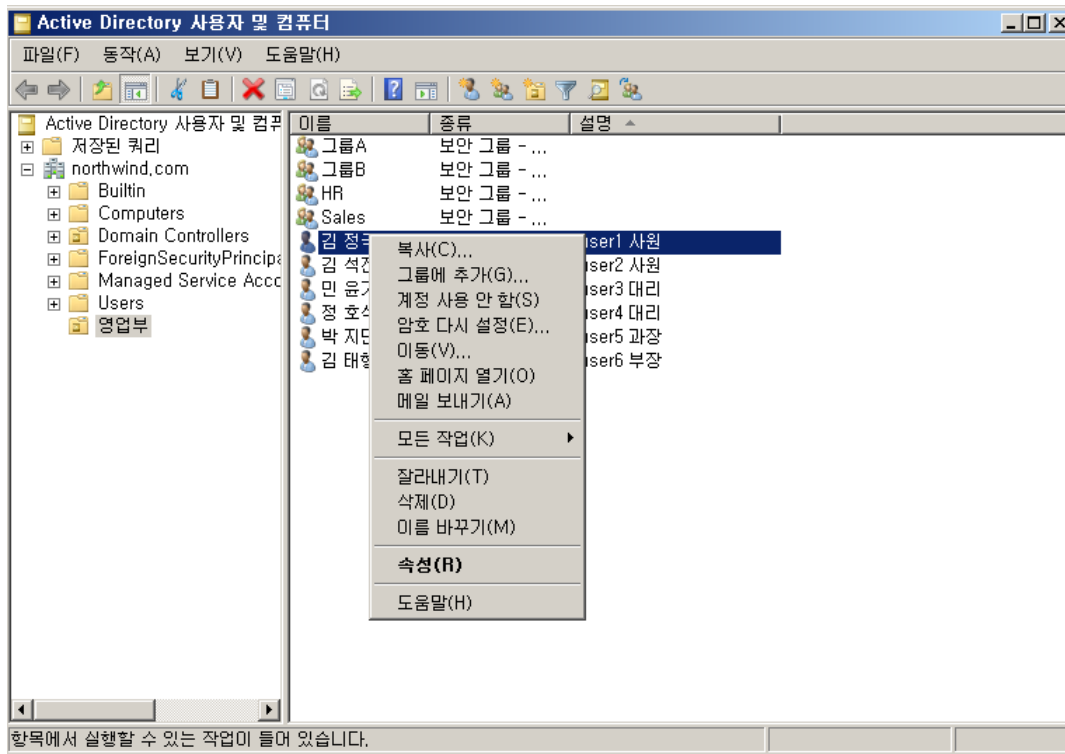 Active Directory 사용자 및 컴퓨터
파일(F) 동작(A) 보기(V) 도움말(H)
Active Directory 사용자 및 컴퓨
저장된 쿼리
northwind.com
Builtin
Computers
Domain Controllers
ForeignSecurityPrincipa
Managed Service Acco
Users
영업부
이름 종류 설명
그룹A 보안 그룹 - ...
그룹B 보안 그룹 - ...
HR 보안 그룹 - ...
Sales 보안 그룹 - ...
김 정 user1 사원
김 석 user2 사원
민 윤 user3 대리
정 호 user4 대리
박 지 user5 과장
김 태 user6 부장
복사(C)...
그룹에 추가(G)...
계정 사용 안 함(S)
암호 다시 설정(E)...
이동(V)...
홈 페이지 열기(O)
메일 보내기(A)
모든 작업(K)
잘라내기(T)
삭제(D)
이름 바꾸기(M)
속성(R)
도움말(H)
항목에서 실행할 수 있는 작업이 들어 있습니다.